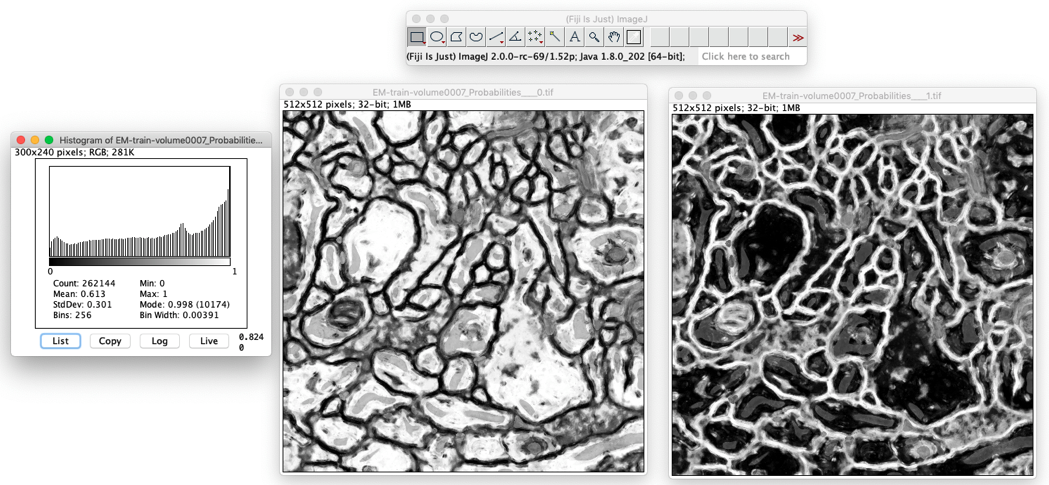 (Fiji Is Just) ImageJ
(Fiji Is Just) ImageJ 2.0.0-rc-69/1.52p; Java 1.8.0_202 [64-bit];
Click here to search
EM-train-volume0007_Probabilities___0.tif
512x512 pixels; 32-bit; 1MB
EM-train-volume0007_Probabilities___1.tif
512x512 pixels; 32-bit; 1MB
Histogram of EM-train-volume0007_Probabilitie...
300x240 pixels; RGB; 281K
0 1
Count: 262144 Min: 0
Mean: 0.613 Max: 1
StdDev: 0.301 Mode: 0.998 (10174)
Bins: 256 Bin Width: 0.00391
List Copy Log Live 0.824
0